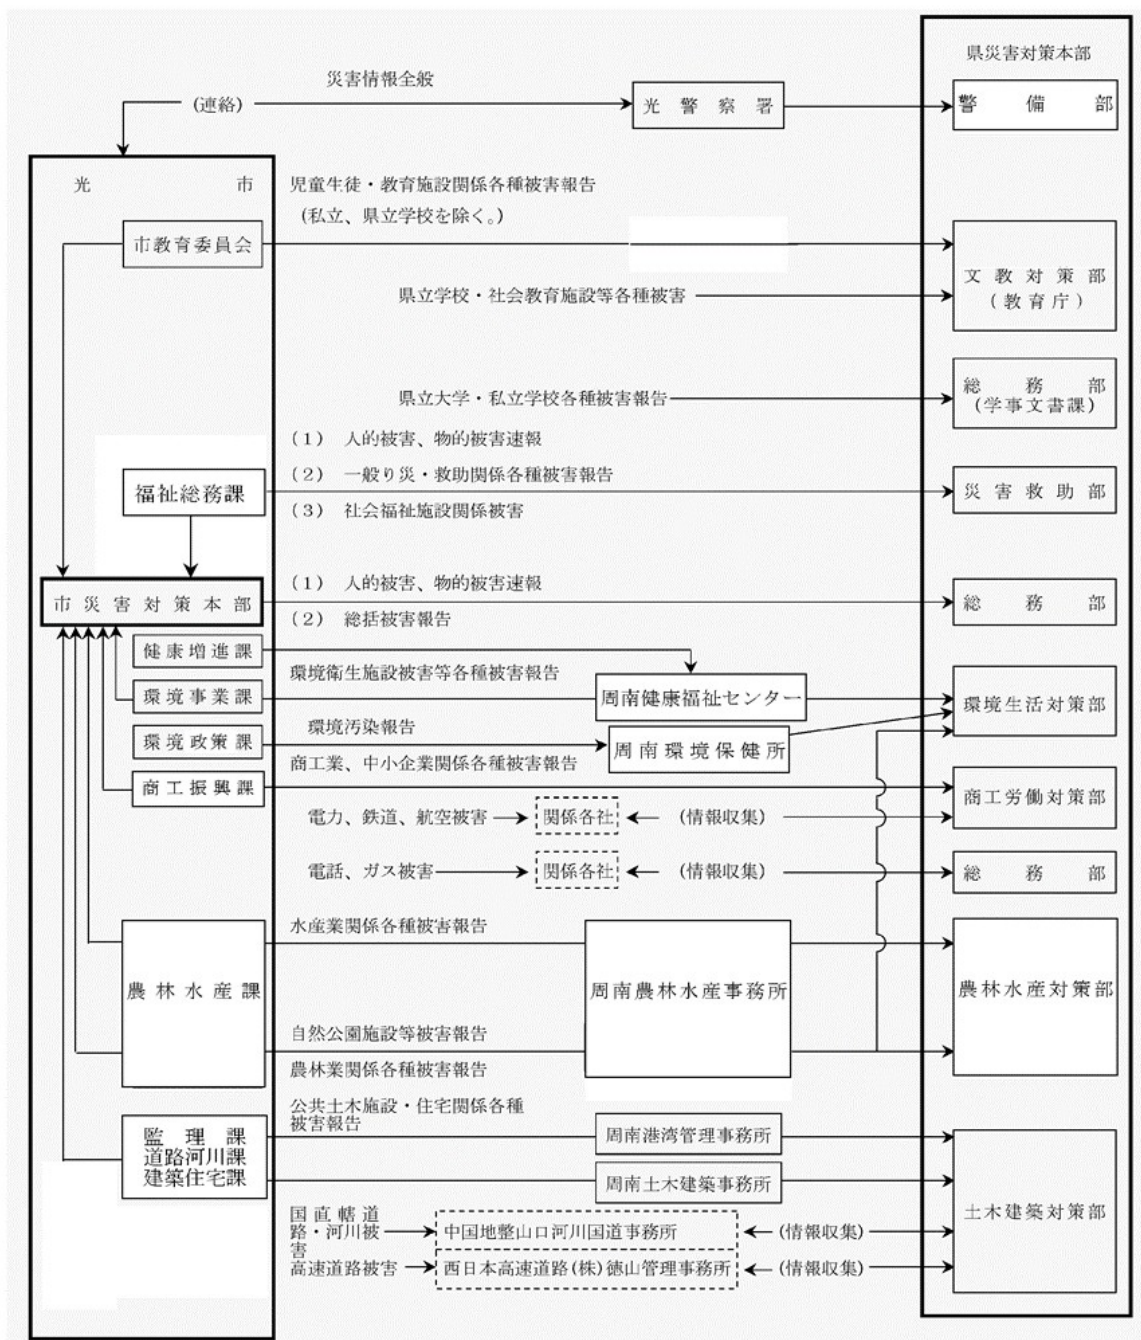 県災害対策本部
災害情報全般
(連絡)
光警察署
警備部
光市
児童生徒・教育施設関係各種被害報告
(私立、県立学校を除く。)
市教育委員会
文教対策部
(教育庁)
県立学校・社会教育施設等各種被害
総務部
(学事文書課)
県立大学・私立学校各種被害報告
(1) 人的被害、物的被害速報
(2) 一般り災・救助関係各種被害報告
(3) 社会福祉施設関係被害
福祉総務課
災害救助部
(1) 人的被害、物的被害速報
(2) 総括被害報告
市災害対策本部
総務部
健康増進課
環境衛生施設被害等各種被害報告
環境事業課
周南健康福祉センター
環境生活対策部
環境汚染報告
環境政策課
周南環境保健所
商工業、中小企業関係各種被害報告
商工振興課
商工労働対策部
電力、鉄道、航空被害
関係各社
(情報収集)
電話、ガス被害
関係各社
(情報収集)
総務部
水産業関係各種被害報告
農林水産課
周南農林水産事務所
農林水産対策部
自然公園施設等被害報告
農林業関係各種被害報告
公共土木施設・住宅関係各種
被害報告
監理課
道路河川課
建築住宅課
周南港湾管理事務所
周南土木建築事務所
土木建築対策部
国直轄道
路・河川被
害
中国地整山口河川国道事務所
(情報収集)
高速道路被害
西日本高速道路(株)徳山管理事務所
(情報収集)